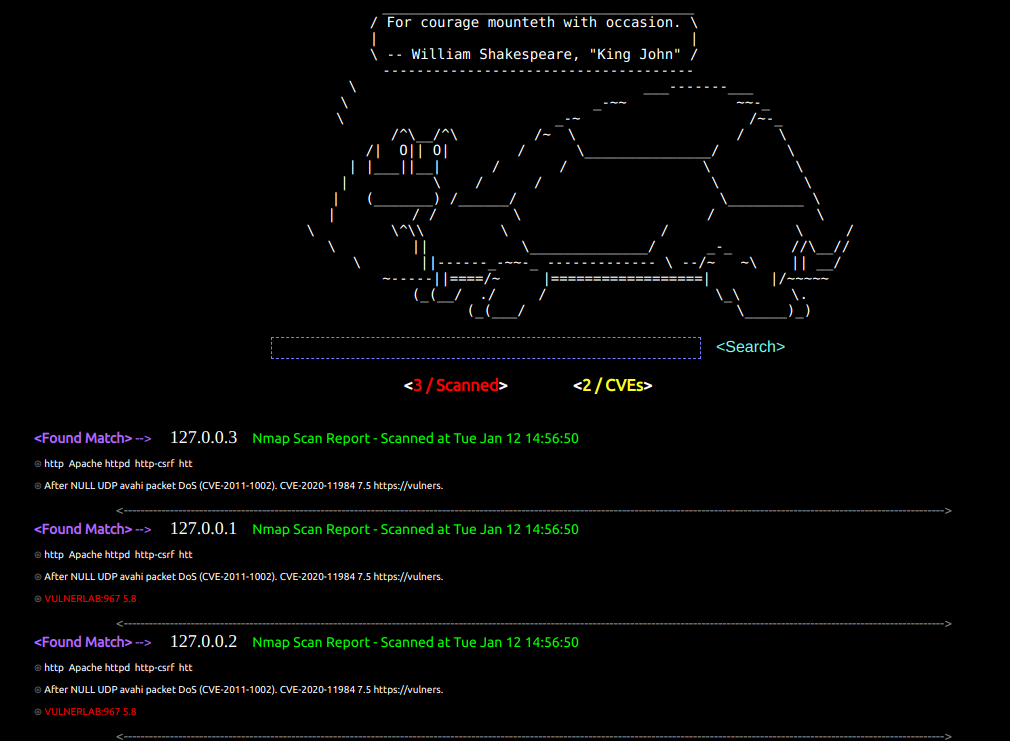 For courage mounteth with occasion.
-- William Shakespeare, "King John"
<Search>
<3 / Scanned> <2 / CVEs>
<Found Match> --> 127.0.0.3 Nmap Scan Report - Scanned at Tue Jan 12 14:56:50
http Apache httpd http-csrf htt
After NULL UDP avahi packet DoS (CVE-2011-1002). CVE-2020-11984 7.5 https://vulners.
<Found Match> --> 127.0.0.1 Nmap Scan Report - Scanned at Tue Jan 12 14:56:50
http Apache httpd http-csrf htt
After NULL UDP avahi packet DoS (CVE-2011-1002). CVE-2020-11984 7.5 https://vulners.
VULNERLAB:967 5.8
<Found Match> --> 127.0.0.2 Nmap Scan Report - Scanned at Tue Jan 12 14:56:50
http Apache httpd http-csrf htt
After NULL UDP avahi packet DoS (CVE-2011-1002). CVE-2020-11984 7.5 https://vulners.
VULNERLAB:967 5.8